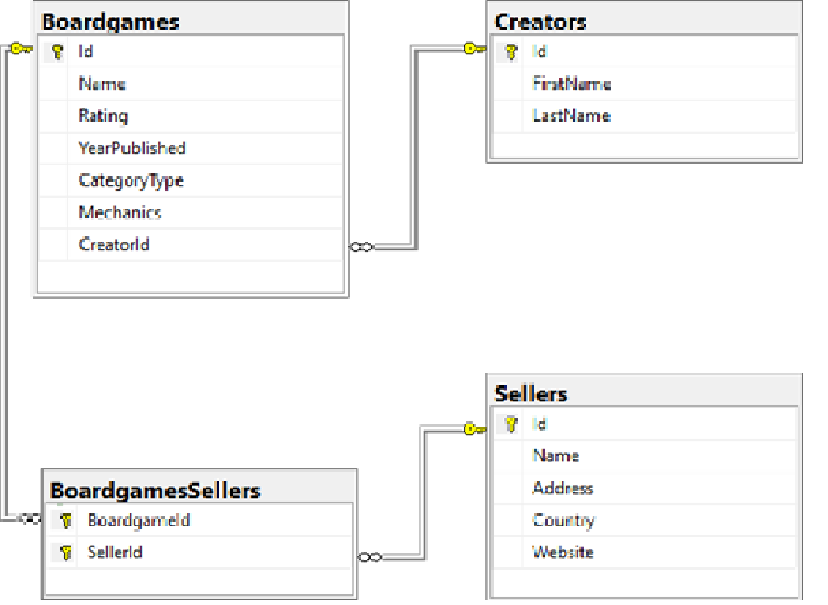 Boardgames
Id
Name
Rating
YearPublished
CategoryType
Mechanics
CreatorId
Creators
Id
FirstName
LastName
BoardgamesSellers
BoardgameId
SellerId
Sellers
Id
Name
Address
Country
Website